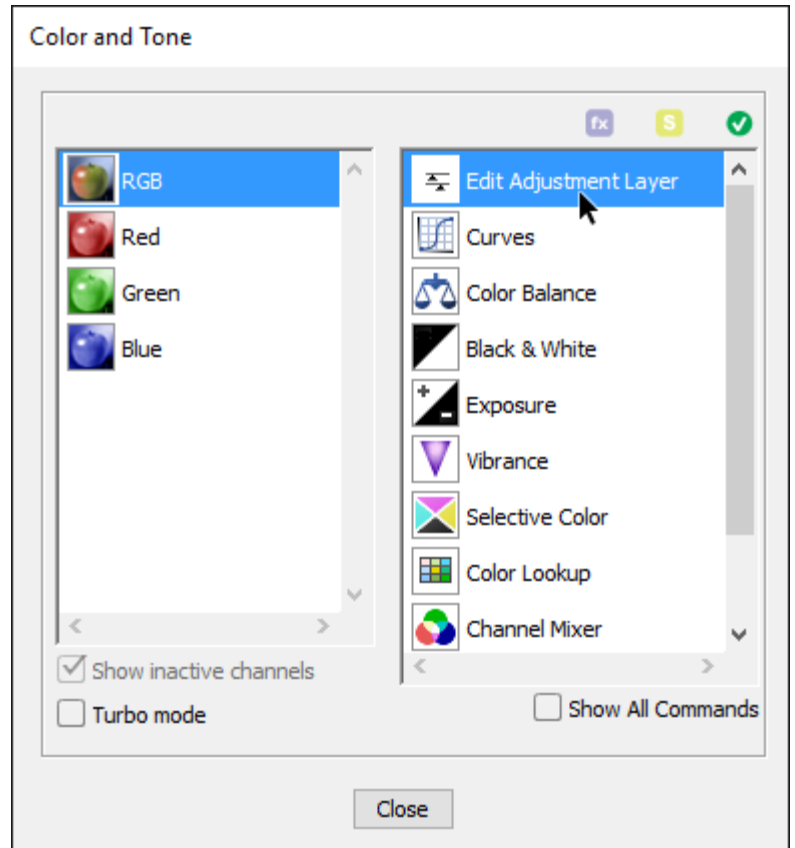 Color and Tone
fx
S
RGB
Red
Green
Blue
Edit Adjustment Layer
Curves
Color Balance
Black & White
Exposure
Vibrance
Selective Color
Color Lookup
Channel Mixer
Show inactive channels
Turbo mode
Show All Commands
Close